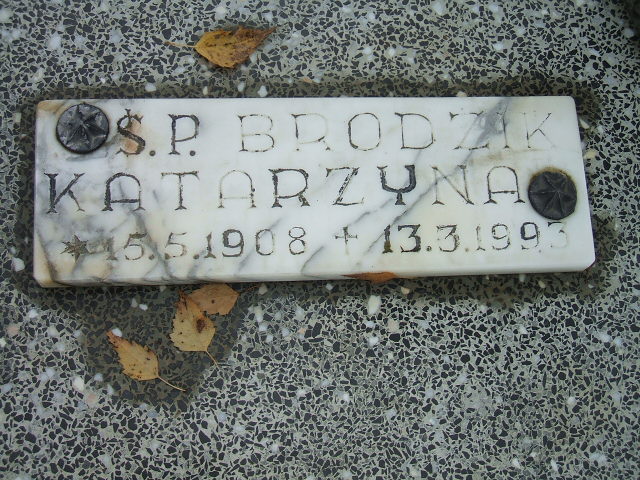 Ś.P. BRODZIK
KATARZYNA
* 15.5.1908 + 13.3.1993